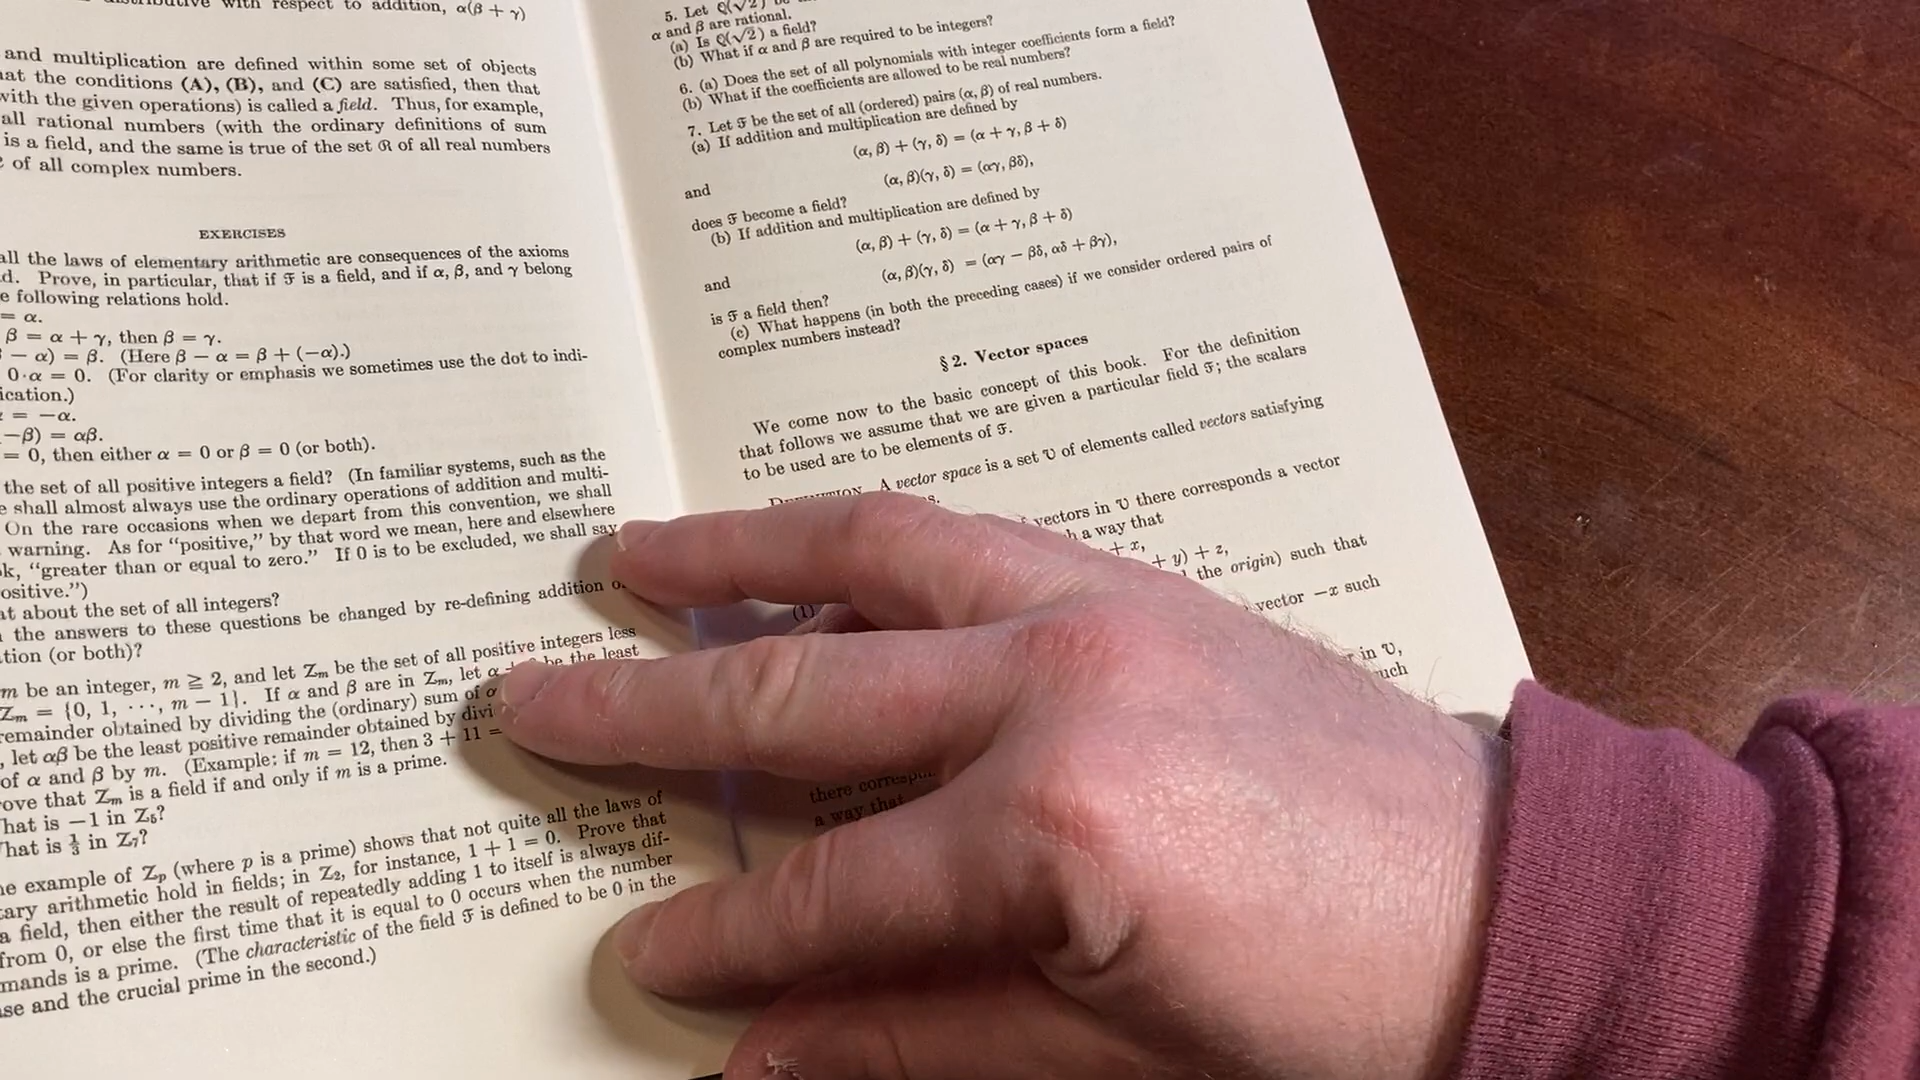 distributive with respect to addition, α(β + γ)
and multiplication are defined within some set of objects
at the conditions (A), (B), and (C) are satisfied, then that
with the given operations) is called a field. Thus, for example,
all rational numbers (with the ordinary definitions of sum
is a field, and the same is true of the set ℛ of all real numbers
of all complex numbers.
EXERCISES
all the laws of elementary arithmetic are consequences of the axioms
d. Prove, in particular, that if ℱ is a field, and if α, β, and γ belong
e following relations hold.
= α.
β = α + γ, then β = γ.
− α) = β. (Here β − α = β + (−α).)
0·α = 0. (For clarity or emphasis we sometimes use the dot to indi-
ication.)
= −α.
−β) = αβ.
= 0, then either α = 0 or β = 0 (or both).
the set of all positive integers a field? (In familiar systems, such as the
e shall almost always use the ordinary operations of addition and multi-
On the rare occasions when we depart from this convention, we shall
warning. As for “positive,” by that word we mean, here and elsewhere
k, “greater than or equal to zero.” If 0 is to be excluded, we shall say
ositive.”)
at about the set of all integers?
the answers to these questions be changed by re-defining addition
tion (or both)?
m be an integer, m ≧ 2, and let Zm be the set of all positive integers less
Zm = {0, 1, ···, m − 1}. If α and β are in Zm, let α + be the least
remainder obtained by dividing the (ordinary) sum of α
, let αβ be the least positive remainder obtained by divi
of α and β by m. (Example: if m = 12, then 3 + 11 =
ove that Zm is a field if and only if m is a prime.
hat is −1 in Z5?
hat is ⅓ in Z7?
e example of Zp (where p is a prime) shows that not quite all the laws of
tary arithmetic hold in fields; in Z2, for instance, 1 + 1 = 0. Prove that
a field, then either the result of repeatedly adding 1 to itself is always dif-
from 0, or else the first time that it is equal to 0 occurs when the number
mands is a prime. (The characteristic of the field ℱ is defined to be 0 in the
se and the crucial prime in the second.)
5. Let Q(√2)
α and β are rational.
(a) Is Q(√2) a field?
(b) What if α and β are required to be integers?
6. (a) Does the set of all polynomials with integer coefficients form a field?
(b) What if the coefficients are allowed to be real numbers?
7. Let ℱ be the set of all (ordered) pairs (α, β) of real numbers.
(a) If addition and multiplication are defined by
(α, β) + (γ, δ) = (α + γ, β + δ)
and
(α, β)(γ, δ) = (αγ, βδ),
does ℱ become a field?
(b) If addition and multiplication are defined by
(α, β) + (γ, δ) = (α + γ, β + δ)
and
(α, β)(γ, δ) = (αγ − βδ, αδ + βγ),
is ℱ a field then?
(c) What happens (in both the preceding cases) if we consider ordered pairs of
complex numbers instead?
§ 2. Vector spaces
We come now to the basic concept of this book. For the definition
that follows we assume that we are given a particular field ℱ; the scalars
to be used are to be elements of ℱ.
DEFINITION. A vector space is a set 𝒱 of elements called vectors satisfying
vectors in 𝒱 there corresponds a vector
h a way that
+ x,
(1) + y) + z,
the origin) such that
vector −x such
in 𝒱,
uch
there corresp
a way that